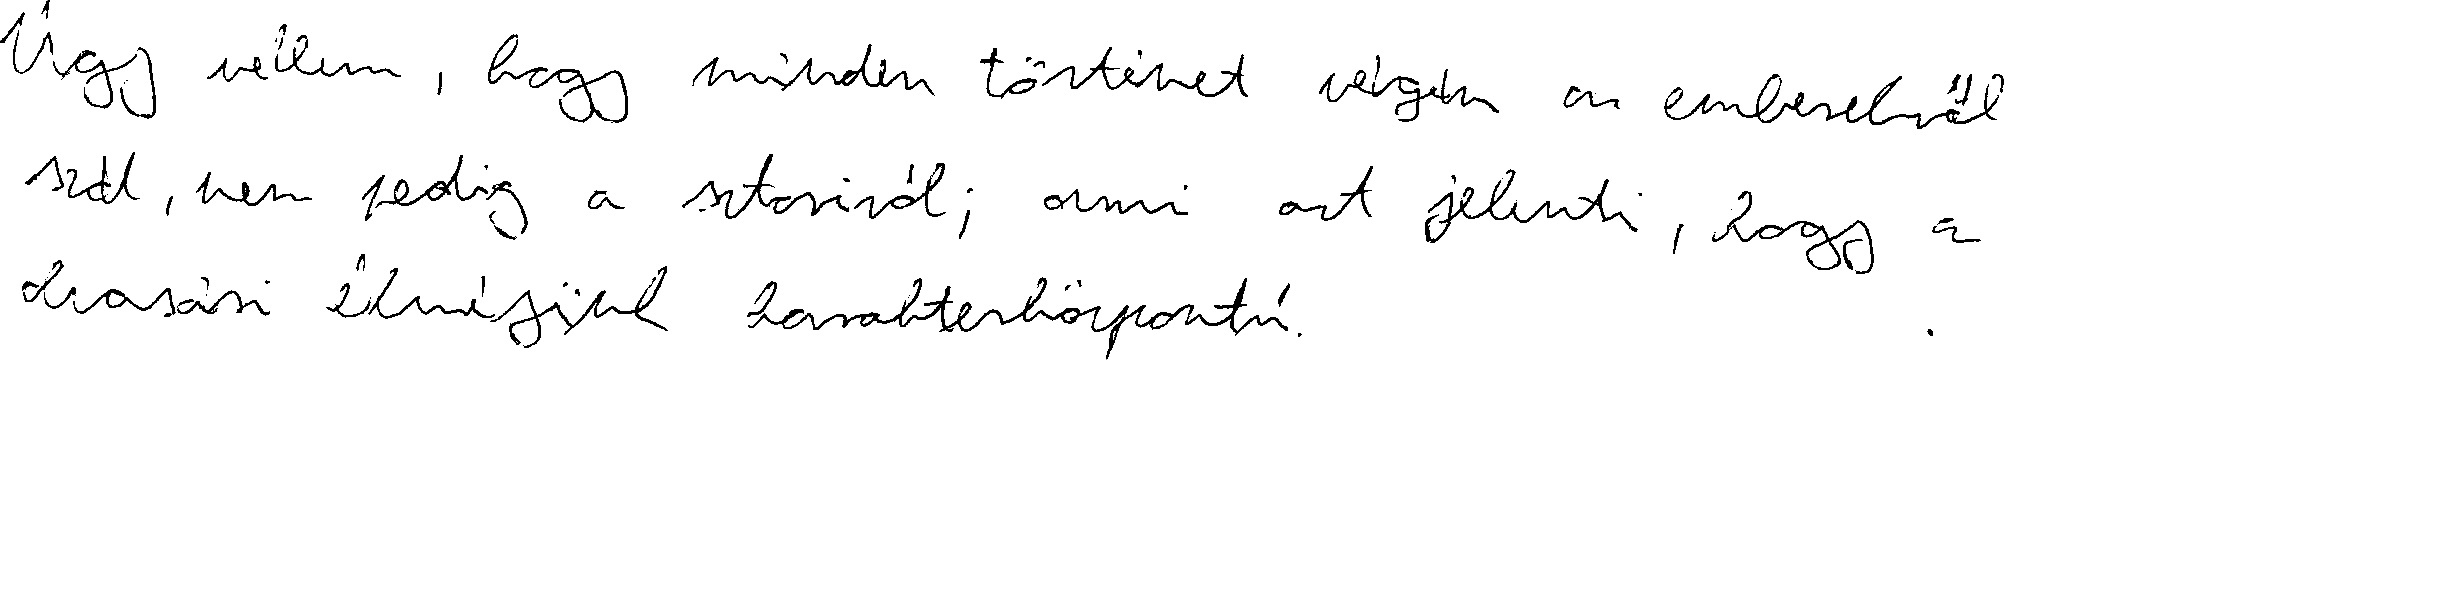 Úgy vélem, hogy minden történet végén az emberekről
szól, nem pedig a sztoriról; ami azt jelenti, hogy a
olvasási élményünk karakterközpontú.